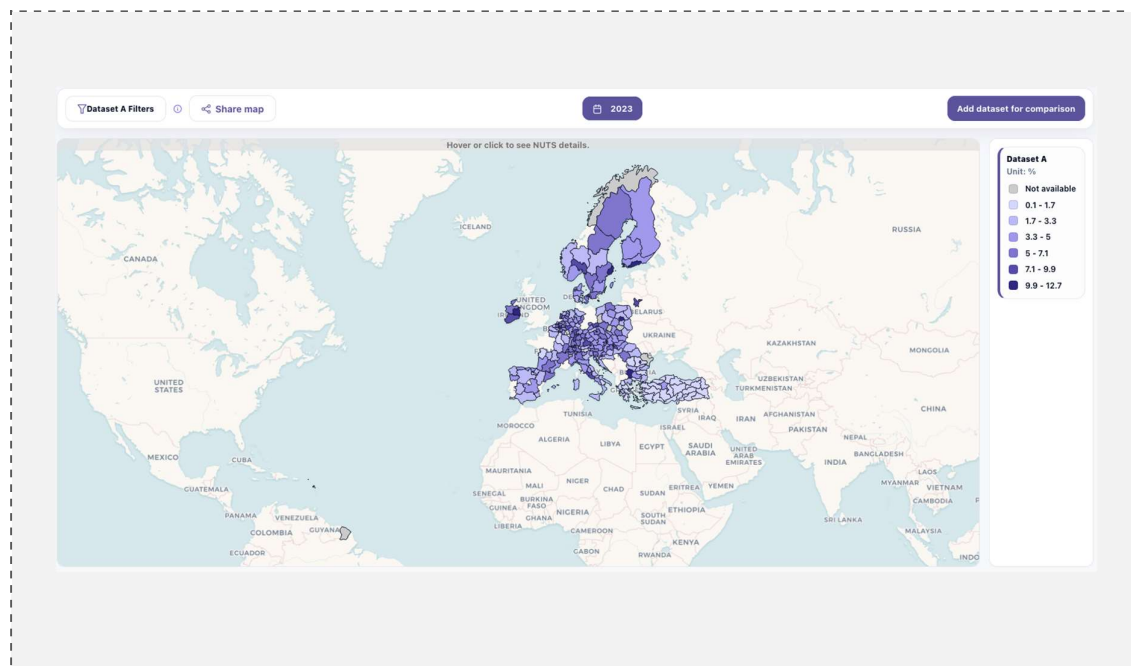 Dataset A Filters
Share map
2023
Add dataset for comparison
Hover or click to see NUTS details.
Dataset A
Unit: %
Not available
0.1 - 1.7
1.7 - 3.3
3.3 - 5
5 - 7.1
7.1 - 9.9
9.9 - 12.7
ICELAND
RUSSIA
CANADA
UNITED
KINGDOM
BELARUS
UKRAINE
KAZAKHSTAN
MONGOLIA
UNITED
STATES
UZBEKISTAN
TURKMENISTAN
CHINA
TUNISIA
SYRIA
IRAQ
IRAN
AFGHANISTAN
MOROCCO
ISRAEL
PAKISTAN
ALGERIA
LIBYA
EGYPT
SAUDI
ARABIA
UNITED
ARAB
EMIRATES
NEPAL
BANGLADESH
MEXICO
CUBA
INDIA
MAURITANIA
LAOS
MALI
NIGER
CHAD
SUDAN
ERITREA
YEMEN
MYANMAR
VIETNAM
GUATEMALA
SENEGAL
BURKINA
FASO
CAMBODIA
GUINEA
NIGERIA
ETHIOPIA
PANAMA
VENEZUELA
GHANA
SOUTH
SUDAN
SRI LANKA
LIBERIA
COLOMBIA
GUYANA
CAMEROON
MALAYSIA
KENYA
ECUADOR
GABON
RWANDA
INDO